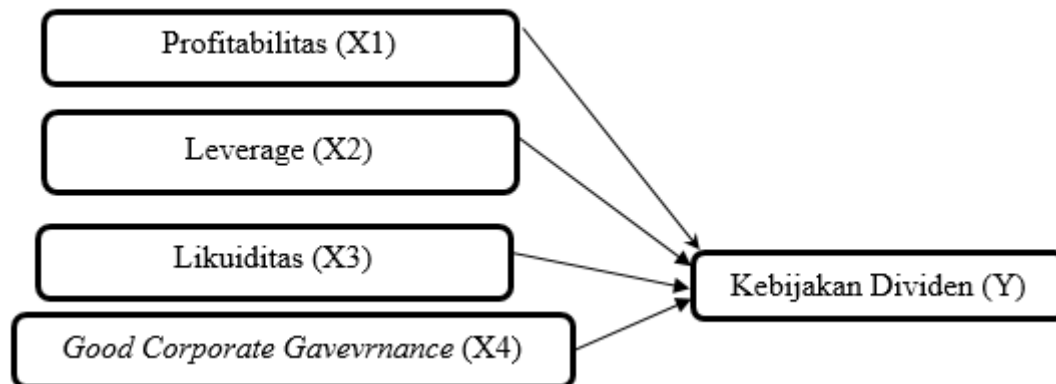 Profitabilitas (X1)
Leverage (X2)
Likuiditas (X3)
Good Corporate Gavevrnance (X4)
Kebijakan Dividen (Y)